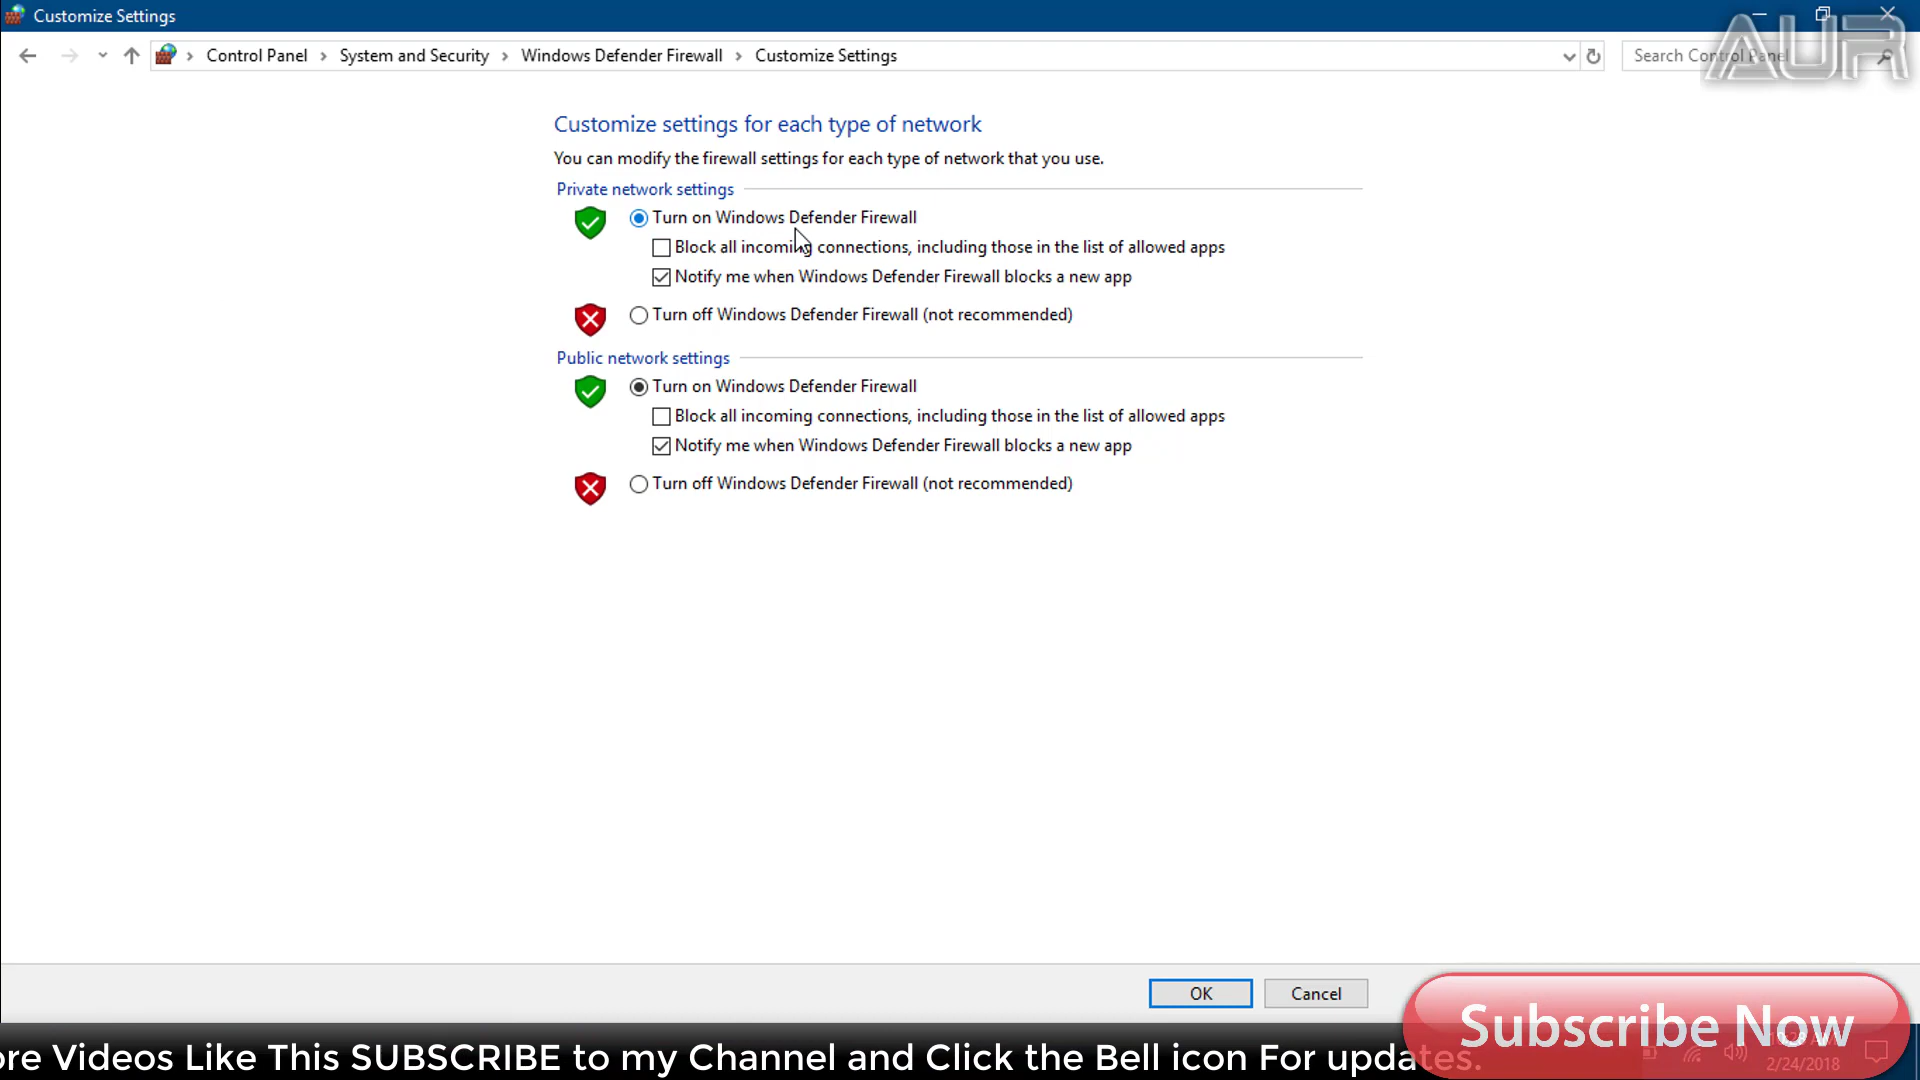 Customize Settings
AUR
Control Panel > System and Security > Windows Defender Firewall > Customize Settings
Search Control Panel
Customize settings for each type of network
You can modify the firewall settings for each type of network that you use.
Private network settings
Turn on Windows Defender Firewall
Block all incoming connections, including those in the list of allowed apps
Notify me when Windows Defender Firewall blocks a new app
Turn off Windows Defender Firewall (not recommended)
Public network settings
Turn on Windows Defender Firewall
Block all incoming connections, including those in the list of allowed apps
Notify me when Windows Defender Firewall blocks a new app
Turn off Windows Defender Firewall (not recommended)
OK
Cancel
Subscribe Now
ore Videos Like This SUBSCRIBE to my Channel and Click the Bell icon For updates.
2/24/2018